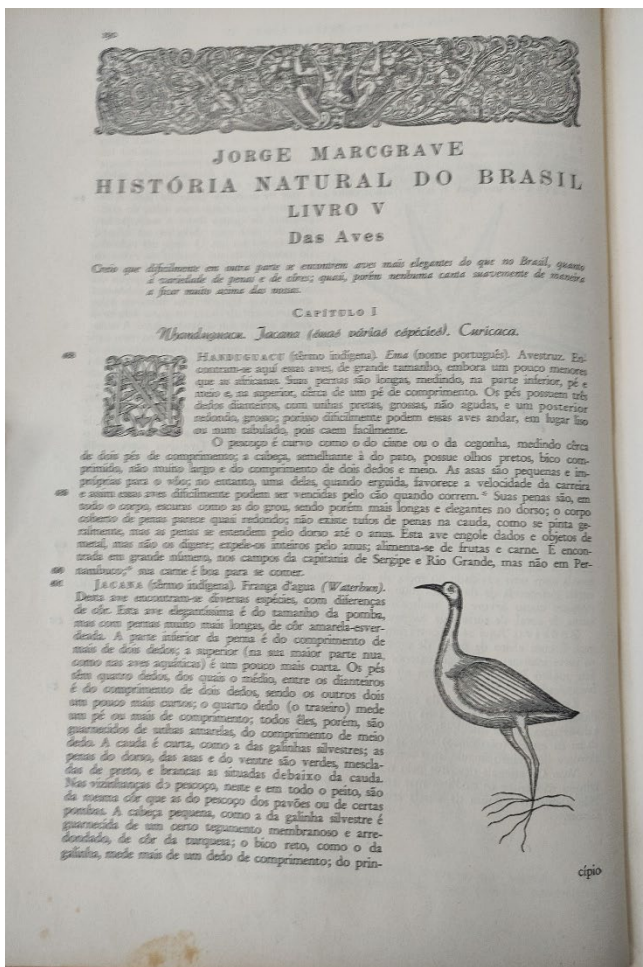 190
JORGE MARCGRAVE
HISTÓRIA NATURAL DO BRASIL
LIVRO V
Das Aves
Creio que dificilmente em outra parte se encontrem aves mais elegantes do que no Brasil, quanto
à variedade de penas e de côres; quasi, porém nenhuma canta suavemente de maneira
a ficar muito acima das nossas.
CAPÍTULO I
Nhanduguacu. Jacana (suas várias espécies). Curicaca.
NHANDUGUACU (têrmo indígena). Ema (nome português). Avestruz. En-
contram-se aquí essas aves, de grande tamanho, embora um pouco menores
que as africanas. Suas pernas são longas, medindo, na parte inferior, pé e
meio e, na superior, cêrca de um pé de comprimento. Os pés possuem três
dedos dianteiros, com unhas pretas, grossas, não agudas, e um posterior
redondo, grosso; porisso dificilmente podem essas aves andar, em lugar liso
ou num tabulado, pois caem facilmente.
O pescoço é curvo como o do cisne ou o da cegonha, medindo cêrca
de dois pés de comprimento; a cabeça, semelhante à do pato, possue olhos pretos, bico com-
primido, não muito largo e do comprimento de dois dedos e meio. As asas são pequenas e im-
próprias para o vôo; no entanto, uma delas, quando erguida, favorece a velocidade da carreira
e assim essas aves dificilmente podem ser vencidas pelo cão quando correm.* Suas penas são, em
todo o corpo, escuras como as do grou, sendo porém mais longas e elegantes no dorso; o corpo
coberto de penas parece quasi redondo; não existe tufos de penas na cauda, como se pinta ge-
ralmente, mas as penas se estendem pelo dorso até o anus. Esta ave engole dados e objetos de
metal, mas não os digere; expele-os inteiros pelo anus; alimenta-se de frutas e carne. É encon-
trada em grande número, nos campos da capitania de Sergipe e Rio Grande, mas não em Per-
nambuco;* sua carne é boa para se comer.
JACANA (têrmo indígena). Franga d'agua (Waterhun).
Desta ave encontram-se diversas espécies, com diferenças
de côr. Esta ave elegantíssima é do tamanho da pomba,
mas com pernas muito mais longas, de côr amarela-esver-
deada. A parte inferior da perna é do comprimento de
mais de dois dedos; a superior (na sua maior parte nua,
como nas aves aquáticas) é um pouco mais curta. Os pés
têm quatro dedos, dos quais o médio, entre os dianteiros
é do comprimento de dois dedos, sendo os outros dois
um pouco mais curtos; o quarto dedo (o traseiro) mede
um pé ou mais de comprimento; todos êles, porém, são
guarnecidos de unhas amarelas, do comprimento de meio
dedo. A cauda é curta, como a das galinhas silvestres; as
penas do dorso, das asas e do ventre são verdes, mescla-
das de preto, e brancas as situadas debaixo da cauda.
Nas vizinhanças do pescoço, neste e em todo o peito, são
da mesma côr que as do pescoço dos pavões ou de certas
pombas. A cabeça pequena, como a da galinha silvestre é
guarnecida de um certo tegumento membranoso e arre-
dondado, de côr da turquesa; o bico reto, como o da
galinha, mede mais de um dedo de comprimento; do prin-
cípio